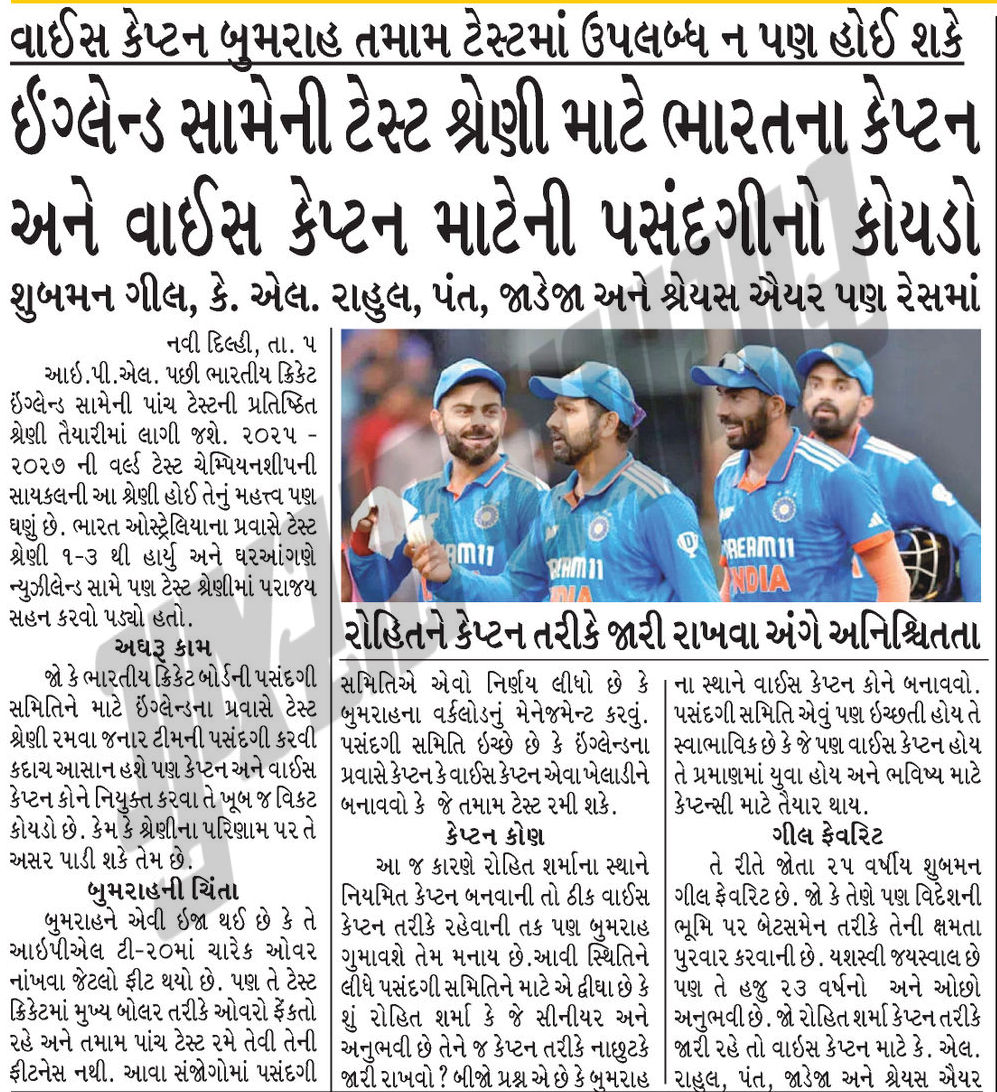 વાઈસ કેપ્ટન બુમરાહ તમામ ટેસ્ટમાં ઉપલબ્ધ ન પણ હોઈ શકે
ઈંગ્લેન્ડ સામેની ટેસ્ટ શ્રેણી માટે ભારતના કેપ્ટન
અને વાઈસ કેપ્ટન માટેની પસંદગીનો કોયડો
શુબમન ગીલ, કે. એલ. રાહુલ, પંત, જાડેજા અને શ્રેયસ ઐયર પણ રેસમાં
નવી દિલ્હી, તા. ૫
આઇ.પી.એલ. પછી ભારતીય ક્રિકેટ
ઇંગ્લેન્ડ સામેની પાંચ ટેસ્ટની પ્રતિષ્ઠિત
શ્રેણી તૈયારીમાં લાગી જશે. ૨૦૨૫ -
૨૦૨૭ ની વર્લ્ડ ટેસ્ટ ચેમ્પિયનશીપની
સાયકલની આ શ્રેણી હોઈ તેનું મહત્ત્વ પણ
ઘણું છે. ભારત ઓસ્ટ્રેલિયાના પ્રવાસે ટેસ્ટ
શ્રેણી ૧-૩ થી હાર્યુ અને ઘરઆંગણે
ન્યુઝીલેન્ડ સામે પણ ટેસ્ટ શ્રેણીમાં પરાજય
સહન કરવો પડ્યો હતો.
અઘરૂ કામ
જો કે ભારતીય ક્રિકેટ બોર્ડની પસંદગી
સમિતિને માટે ઇંગ્લેન્ડના પ્રવાસે ટેસ્ટ
શ્રેણી રમવા જનાર ટીમની પસંદગી કરવી
કદાચ આસાન હશે પણ કેપ્ટન અને વાઈસ
કેપ્ટન કોને નિયુક્ત કરવા તે ખૂબ જ વિકટ
કોયડો છે. કેમ કે શ્રેણીના પરિણામ પર તે
અસર પાડી શકે તેમ છે.
બુમરાહની ચિંતા
બુમરાહને એવી ઇજા થઈ છે કે તે
આઇપીએલ ટી-૨૦માં ચારેક ઓવર
નાંખવા જેટલો ફીટ થયો છે. પણ તે ટેસ્ટ
ક્રિકેટમાં મુખ્ય બોલર તરીકે ઓવરો ફેંકતો
રહે અને તમામ પાંચ ટેસ્ટ રમે તેવી તેની
ફીટનેસ નથી. આવા સંજોગોમાં પસંદગી
DREAM11
DREAM11
INDIA
રોહિતને કેપ્ટન તરીકે જારી રાખવા અંગે અનિશ્ચિતતા
સમિતિએ એવો નિર્ણય લીધો છે કે
બુમરાહના વર્કલોડનું મેનેજમેન્ટ કરવું.
પસંદગી સમિતિ ઇચ્છે છે કે ઇંગ્લેન્ડના
પ્રવાસે કેપ્ટન કે વાઈસ કેપ્ટન એવા ખેલાડીને
બનાવવો કે જે તમામ ટેસ્ટ રમી શકે.
કેપ્ટન કોણ
આ જ કારણે રોહિત શર્માના સ્થાને
નિયમિત કેપ્ટન બનવાની તો ઠીક વાઈસ
કેપ્ટન તરીકે રહેવાની તક પણ બુમરાહ
ગુમાવશે તેમ મનાય છે.આવી સ્થિતિને
લીધે પસંદગી સમિતિને માટે એ દ્વીઘા છે કે
શું રોહિત શર્મા કે જે સીનીયર અને
અનુભવી છે તેને જ કેપ્ટન તરીકે નાછુટકે
જારી રાખવો ? બીજો પ્રશ્ન એ છે કે બુમરાહ
ના સ્થાને વાઈસ કેપ્ટન કોને બનાવવો.
પસંદગી સમિતિ એવું પણ ઇચ્છતી હોય તે
સ્વાભાવિક છે કે જે પણ વાઈસ કેપ્ટન હોય
તે પ્રમાણમાં યુવા હોય અને ભવિષ્ય માટે
કેપ્ટન્સી માટે તૈયાર થાય.
ગીલ ફેવરિટ
તે રીતે જોતા ૨૫ વર્ષીય શુબમન
ગીલ ફેવરિટ છે. જો કે તેણે પણ વિદેશની
ભૂમિ પર બેટસમેન તરીકે તેની ક્ષમતા
પુરવાર કરવાની છે. યશસ્વી જયસ્વાલ છે
પણ તે હજુ ૨૩ વર્ષનો અને ઓછો
અનુભવી છે. જો રોહિત શર્મા કેપ્ટન તરીકે
જારી રહે તો વાઇસ કેપ્ટન માટે કે. એલ.
રાહુલ, પંત, જાડેજા અને શ્રેયસ ઐયર